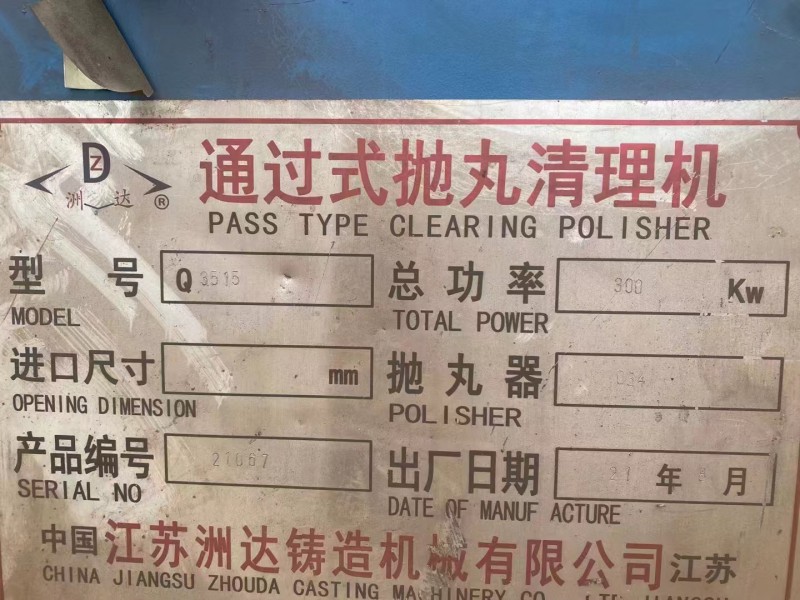 DZ
洲 达 ®
通过式抛丸清理机
PASS TYPE CLEARING POLISHER
型 号 Q 3515 总功率 300 Kw
MODEL TOTAL POWER
进口尺寸 mm 抛丸器
OPENING DIMENSION POLISHER
产品编号 21067 出厂日期 21 年 月
SERIAL NO DATE OF MANUF ACTURE
中国江苏洲达铸造机械有限公司 江苏
CHINA JIANGSU ZHOUDA CASTING MACHINERY CO